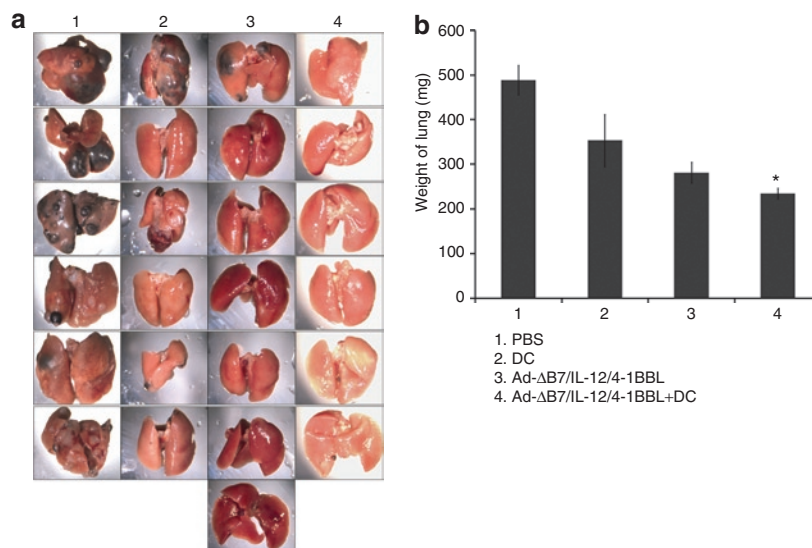 a
1 2 3 4
b
Weight of lung (mg)
600
500
400
300
200
100
0
*
1 2 3 4
1. PBS
2. DC
3. Ad-ΔB7/IL-12/4-1BBL
4. Ad-ΔB7/IL-12/4-1BBL+DC